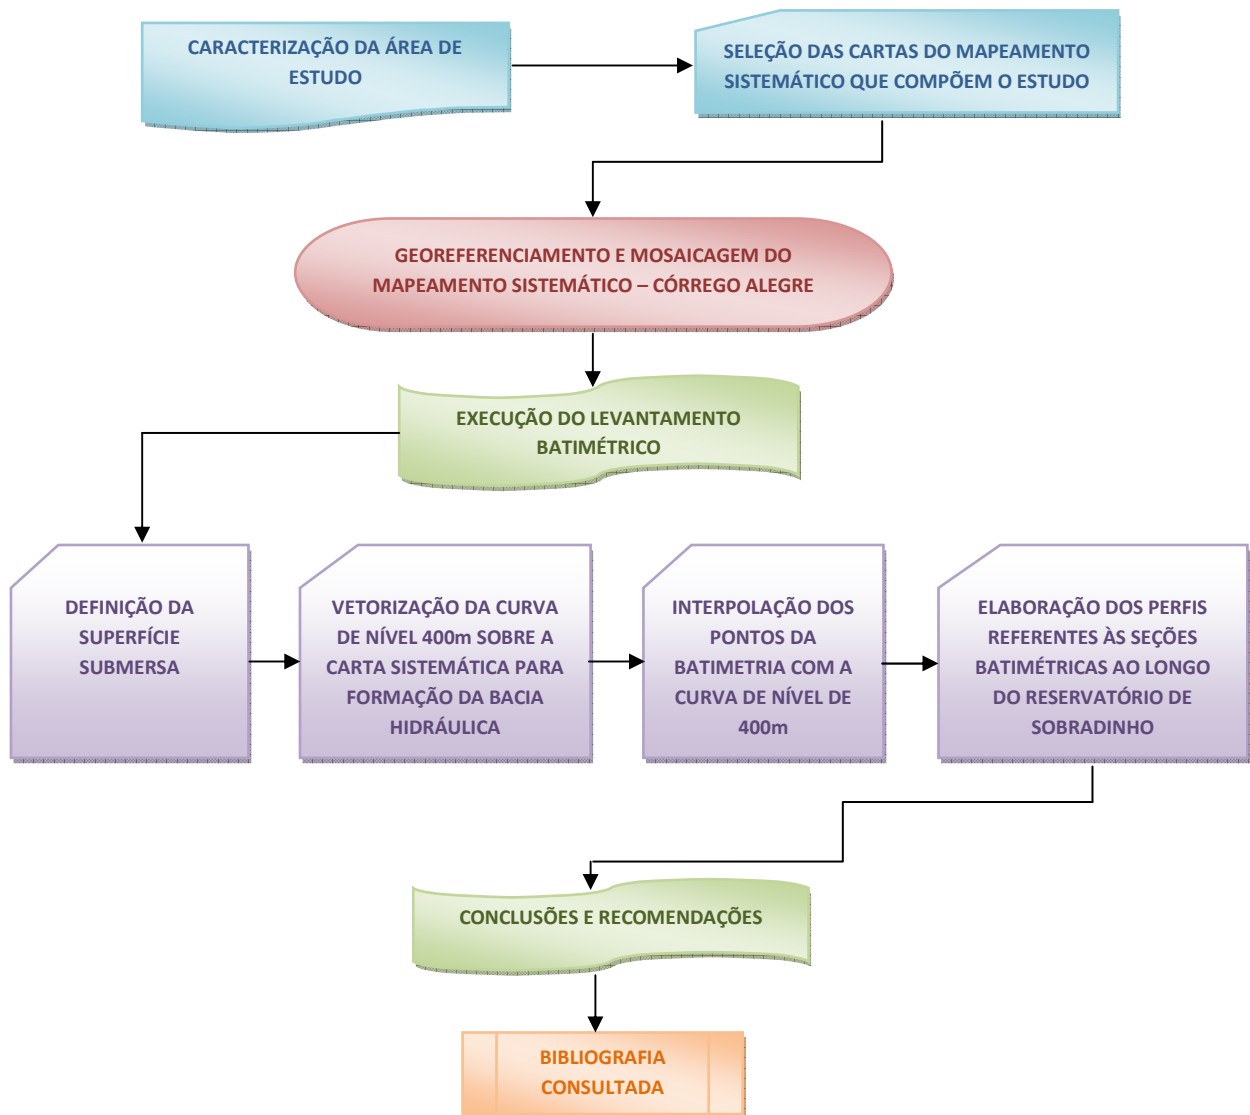 CARACTERIZAÇÃO DA ÁREA DE
ESTUDO
SELEÇÃO DAS CARTAS DO MAPEAMENTO
SISTEMÁTICO QUE COMPÕEM O ESTUDO
GEOREFERENCIAMENTO E MOSAICAGEM DO
MAPEAMENTO SISTEMÁTICO – CÓRREGO ALEGRE
EXECUÇÃO DO LEVANTAMENTO
BATIMÉTRICO
DEFINIÇÃO DA
SUPERFÍCIE
SUBMERSA
VETORIZAÇÃO DA CURVA
DE NÍVEL 400m SOBRE A
CARTA SISTEMÁTICA PARA
FORMAÇÃO DA BACIA
HIDRÁULICA
INTERPOLAÇÃO DOS
PONTOS DA
BATIMETRIA COM A
CURVA DE NÍVEL DE
400m
ELABORAÇÃO DOS PERFIS
REFERENTES ÀS SEÇÕES
BATIMÉTRICAS AO LONGO
DO RESERVATÓRIO DE
SOBRADINHO
CONCLUSÕES E RECOMENDAÇÕES
BIBLIOGRAFIA
CONSULTADA